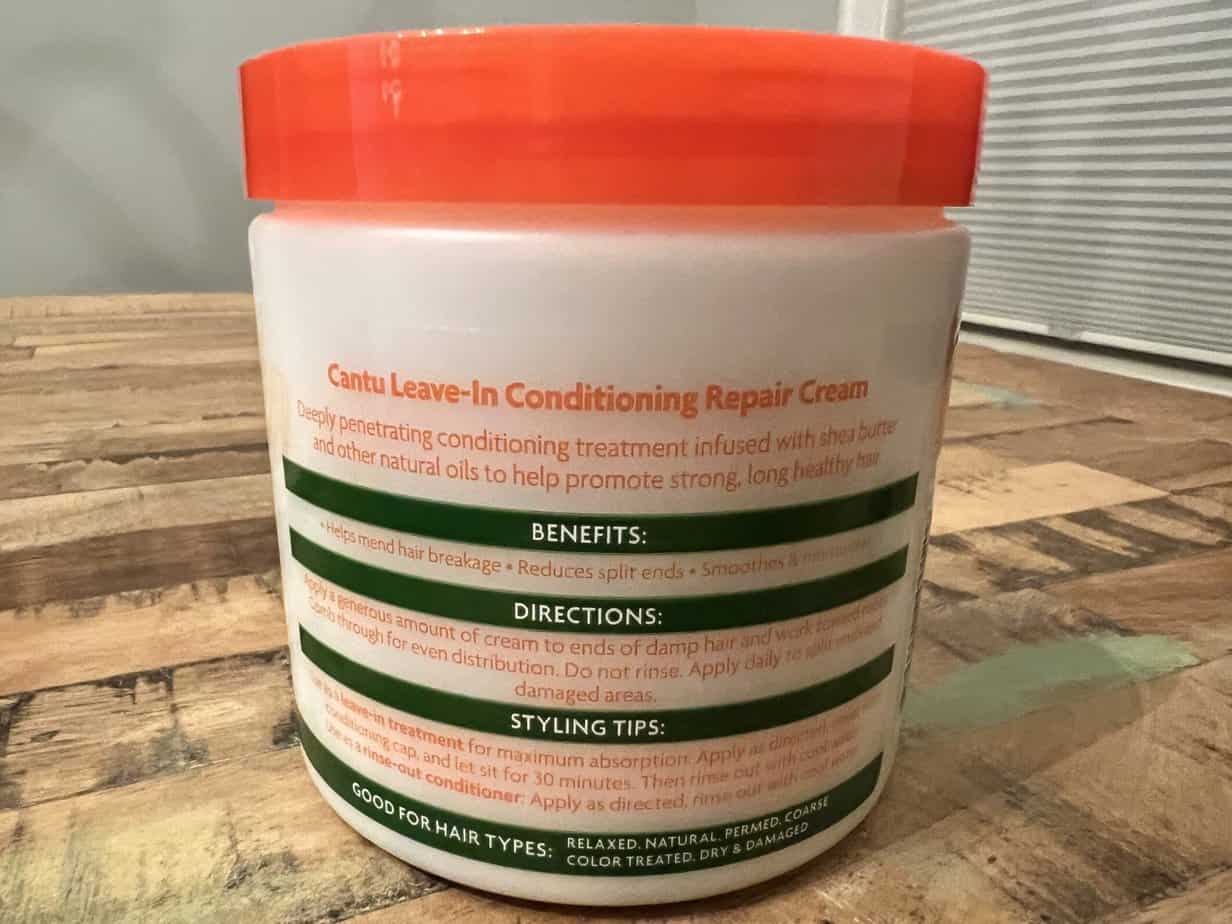 Cantu Leave-In Conditioning Repair Cream
Deeply penetrating conditioning treatment infused with shea butter
and other natural oils to help promote strong, long healthy hair
BENEFITS:
• Helps mend hair breakage • Reduces split ends • Smoothes &
DIRECTIONS:
Apply a generous amount of cream to ends of damp hair and work toward
Comb through for even distribution. Do not rinse. Apply daily to split ends and
damaged areas.
STYLING TIPS:
Use as a leave-in treatment for maximum absorption. Apply as directed,
conditioning cap, and let sit for 30 minutes. Then rinse out with cool water.
Use as a rinse-out conditioner: Apply as directed, rinse out with cool water.
GOOD FOR HAIR TYPES: RELAXED, NATURAL, PERMED, COARSE
COLOR TREATED, DRY & DAMAGED